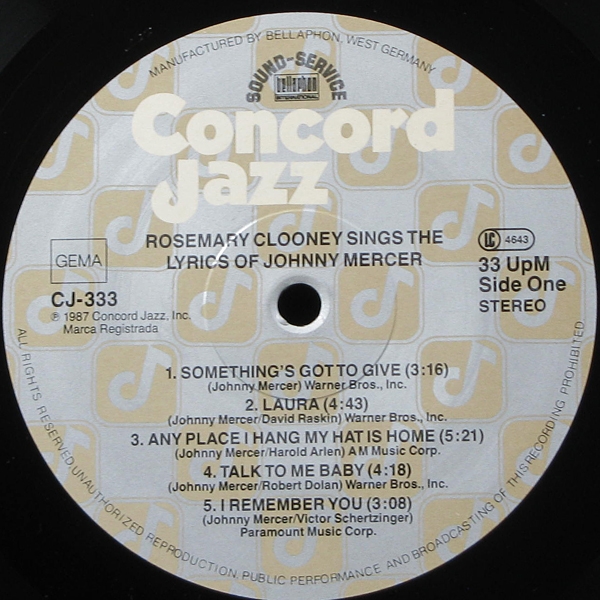 MANUFACTURED BY BELLAPHON, WEST GERMANY
SOUND-SERVICE
bellaphon
INTERNATIONAL
Concord
Jazz
ROSEMARY CLOONEY SINGS THE
LYRICS OF JOHNNY MERCER
GEMA
LC 4643
CJ-333
33 UpM
Side One
STEREO
℗ 1987 Concord Jazz, Inc.
Marca Registrada
1. SOMETHING'S GOT TO GIVE (3:16)
(Johnny Mercer) Warner Bros., Inc.
2. LAURA (4:43)
(Johnny Mercer/David Raskin) Warner Bros., Inc.
3. ANY PLACE I HANG MY HAT IS HOME (5:21)
(Johnny Mercer/Harold Arlen) A M Music Corp.
4. TALK TO ME BABY (4:18)
(Johnny Mercer/Robert Dolan) Warner Bros., Inc.
5. I REMEMBER YOU (3:08)
(Johnny Mercer/Victor Schertzinger)
Paramount Music Corp.
ALL RIGHTS RESERVED. UNAUTHORIZED REPRODUCTION, PUBLIC PERFORMANCE AND BROADCASTING OF THIS RECORDING PROHIBITED